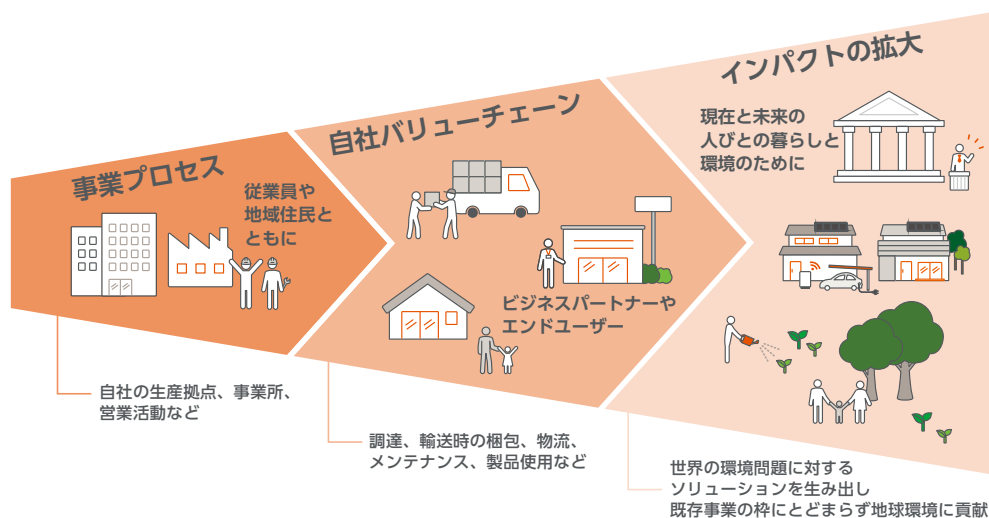 事業プロセス
従業員や
地域住民と
ともに
自社の生産拠点、事業所、
営業活動など
自社バリューチェーン
ビジネスパートナーや
エンドユーザー
調達、輸送時の梱包、物流、
メンテナンス、製品使用など
インパクトの拡大
現在と未来の
人びとの暮らしと
環境のために
世界の環境問題に対する
ソリューションを生み出し
既存事業の枠にとどまらず地球環境に貢献